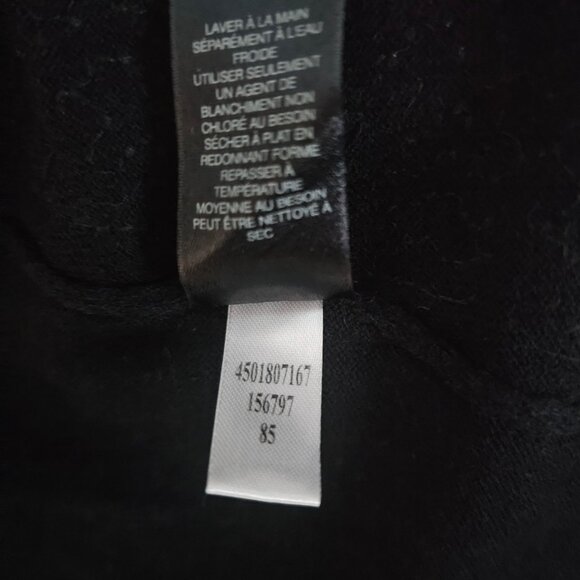 LAVER À LA MAIN
SÉPARÉMENT À L'EAU
FROIDE
UTILISER SEULEMENT
UN AGENT DE
BLANCHIMENT NON
CHLORÉ AU BESOIN
SÉCHER À PLAT EN
REDONNANT FORME
REPASSER À
TEMPÉRATURE
MOYENNE AU BESOIN
PEUT ÊTRE NETTOYÉ À
SEC
4501807167
156797
85